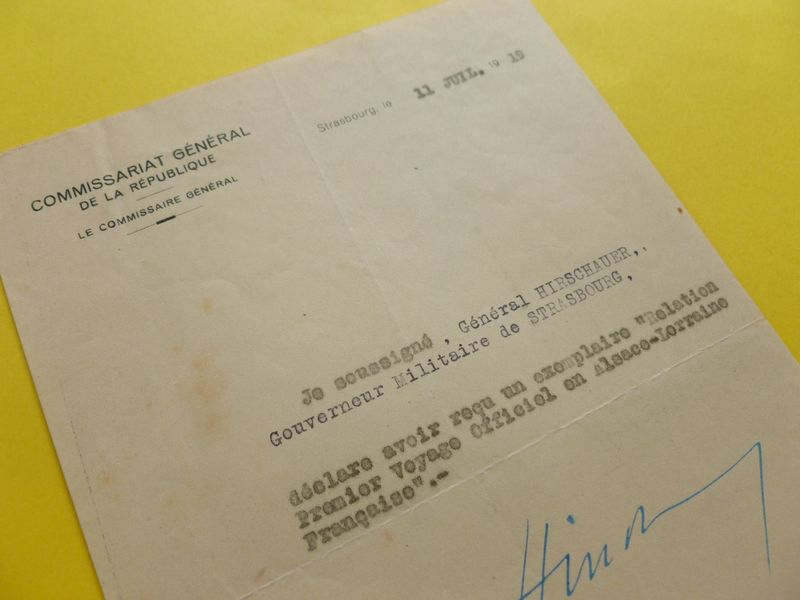 COMMISSARIAT GÉNÉRAL
DE LA RÉPUBLIQUE
LE COMMISSAIRE GÉNÉRAL
Strasbourg, le 11 JUIL. 1919
Je soussigné, Général HIRSCHAUER,.
Gouverneur Militaire de STRASBOURG,
déclare avoir reçu un exemplaire "Relation
Premier Voyage Officiel en Alsace-Lorraine
Française".-